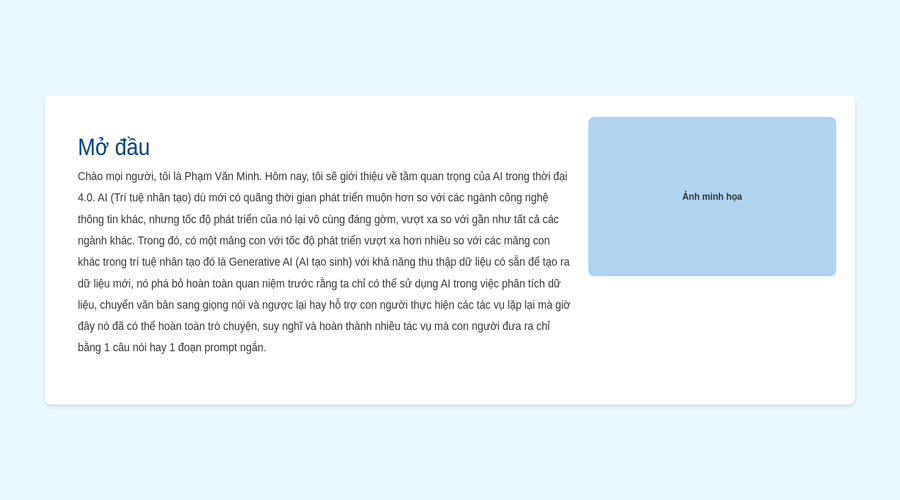 Mở đầu
Chào mọi người, tôi là Phạm Văn Minh. Hôm nay, tôi sẽ giới thiệu về tầm quan trọng của AI trong thời đại
4.0. AI (Trí tuệ nhân tạo) dù mới có quãng thời gian phát triển muộn hơn so với các ngành công nghệ
thông tin khác, nhưng tốc độ phát triển của nó lại vô cùng đáng gờm, vượt xa so với gần như tất cả các
ngành khác. Trong đó, có một mảng con với tốc độ phát triển vượt xa hơn nhiều so với các mảng con
khác trong trí tuệ nhân tạo đó là Generative AI (AI tạo sinh) với khả năng thu thập dữ liệu có sẵn để tạo ra
dữ liệu mới, nó phá bỏ hoàn toàn quan niệm trước rằng ta chỉ có thể sử dụng AI trong việc phân tích dữ
liệu, chuyển văn bản sang giọng nói và ngược lại hay hỗ trợ con người thực hiện các tác vụ lặp lại mà giờ
đây nó đã có thể hoàn toàn trò chuyện, suy nghĩ và hoàn thành nhiều tác vụ mà con người đưa ra chỉ
bằng 1 câu nói hay 1 đoạn prompt ngắn.
Ảnh minh họa